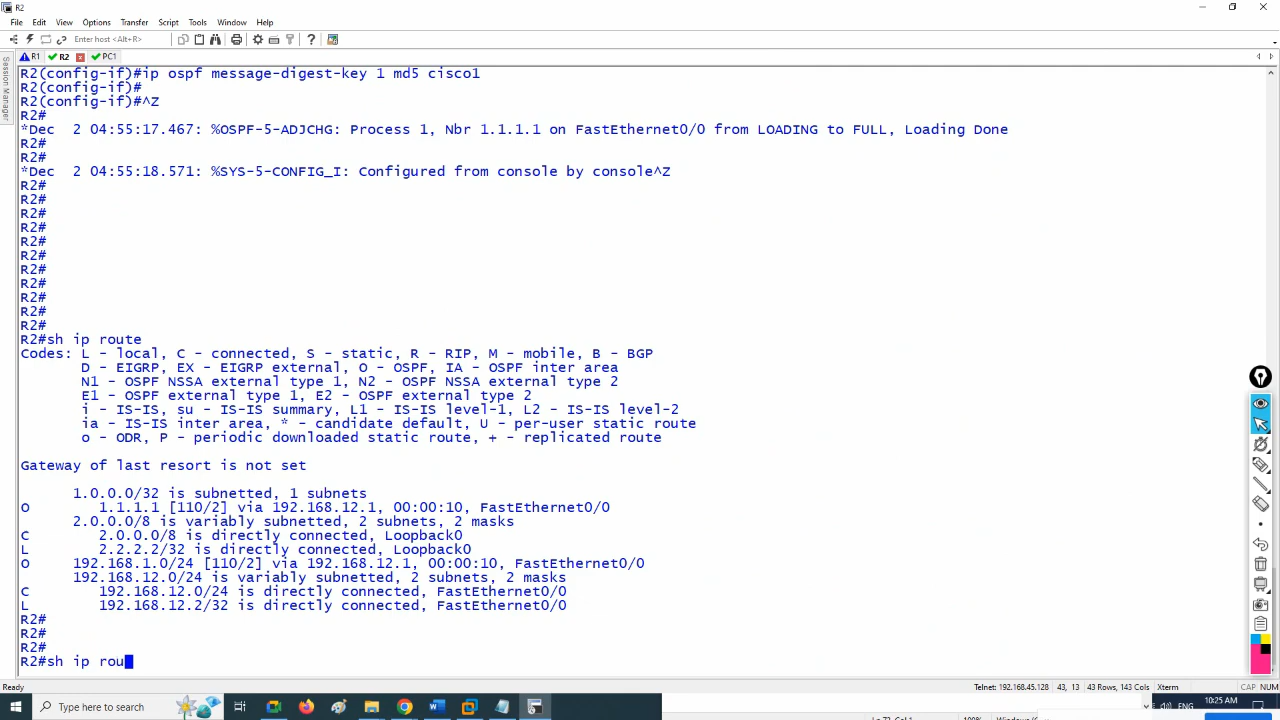 R2
File Edit View Options Transfer Script Tools Window Help
Enter host <Alt+R>
R1 R2 PC1
Session Manager
R2(config-if)#ip ospf message-digest-key 1 md5 cisco1
R2(config-if)#
R2(config-if)#^Z
R2#
*Dec  2 04:55:17.467: %OSPF-5-ADJCHG: Process 1, Nbr 1.1.1.1 on FastEthernet0/0 from LOADING to FULL, Loading Done
R2#
R2#
*Dec  2 04:55:18.571: %SYS-5-CONFIG_I: Configured from console by console^Z
R2#
R2#
R2#
R2#
R2#
R2#
R2#
R2#
R2#
R2#
R2#
R2#sh ip route
Codes: L - local, C - connected, S - static, R - RIP, M - mobile, B - BGP
       D - EIGRP, EX - EIGRP external, O - OSPF, IA - OSPF inter area
       N1 - OSPF NSSA external type 1, N2 - OSPF NSSA external type 2
       E1 - OSPF external type 1, E2 - OSPF external type 2
       i - IS-IS, su - IS-IS summary, L1 - IS-IS level-1, L2 - IS-IS level-2
       ia - IS-IS inter area, * - candidate default, U - per-user static route
       o - ODR, P - periodic downloaded static route, + - replicated route
Gateway of last resort is not set
      1.0.0.0/32 is subnetted, 1 subnets
O        1.1.1.1 [110/2] via 192.168.12.1, 00:00:10, FastEthernet0/0
      2.0.0.0/8 is variably subnetted, 2 subnets, 2 masks
C        2.0.0.0/8 is directly connected, Loopback0
L        2.2.2.2/32 is directly connected, Loopback0
O     192.168.1.0/24 [110/2] via 192.168.12.1, 00:00:10, FastEthernet0/0
      192.168.12.0/24 is variably subnetted, 2 subnets, 2 masks
C        192.168.12.0/24 is directly connected, FastEthernet0/0
L        192.168.12.2/32 is directly connected, FastEthernet0/0
R2#
R2#
R2#
R2#sh ip rou
Ready Telnet: 192.168.45.128 43, 13 43 Rows, 143 Cols Xterm CAP NUM
Type here to search ENG 10:25 AM